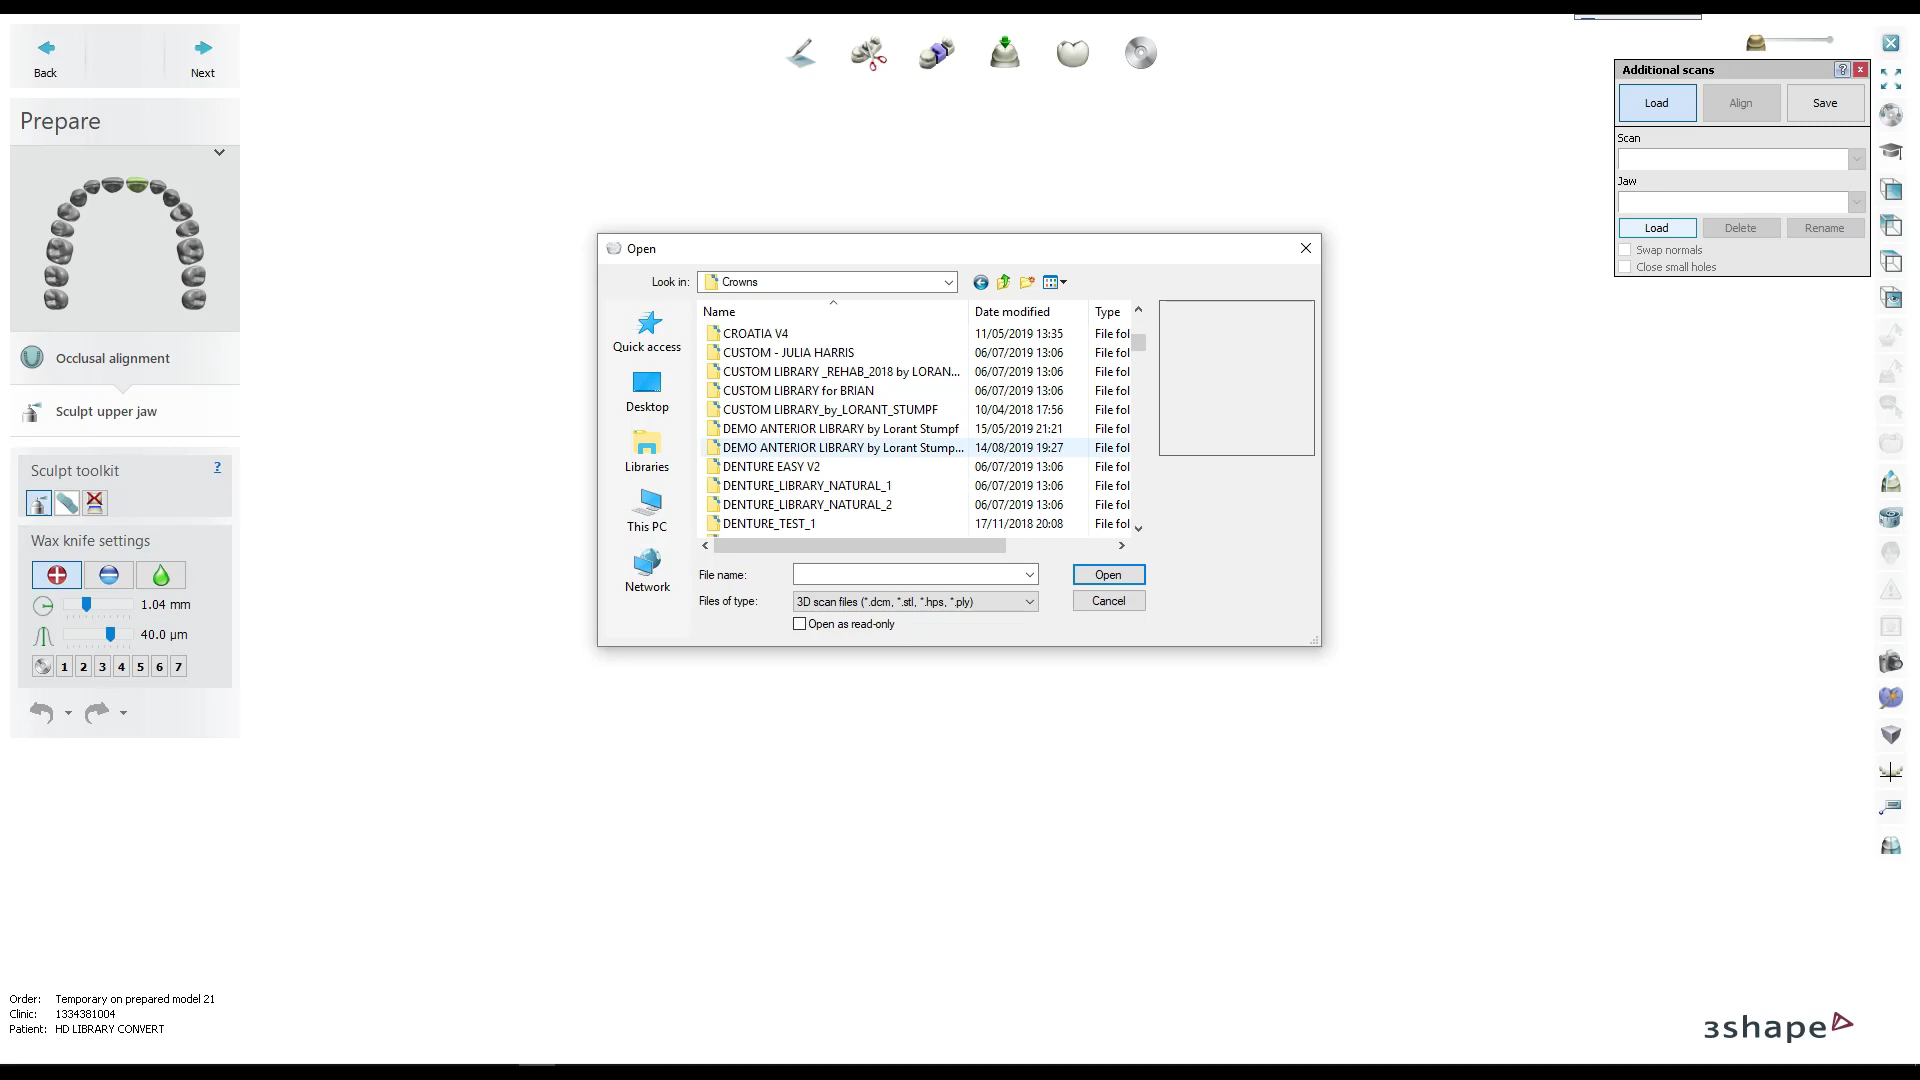 Back
Next
Prepare
Occlusal alignment
Sculpt upper jaw
Sculpt toolkit
?
Wax knife settings
1.04 mm
40.0 µm
1 2 3 4 5 6 7
Order: Temporary on prepared model 21
Clinic: 1334381004
Patient: HD LIBRARY CONVERT
Open
Look in: Crowns
Quick access
Desktop
Libraries
This PC
Network
Name Date modified Type
CROATIA V4 11/05/2019 13:35 File fol
CUSTOM - JULIA HARRIS 06/07/2019 13:06 File fol
CUSTOM LIBRARY _REHAB_2018 by LORAN... 06/07/2019 13:06 File fol
CUSTOM LIBRARY for BRIAN 06/07/2019 13:06 File fol
CUSTOM LIBRARY_by_LORANT_STUMPF 10/04/2018 17:56 File fol
DEMO ANTERIOR LIBRARY by Lorant Stumpf 15/05/2019 21:21 File fol
DEMO ANTERIOR LIBRARY by Lorant Stump... 14/08/2019 19:27 File fol
DENTURE EASY V2 06/07/2019 13:06 File fol
DENTURE_LIBRARY_NATURAL_1 06/07/2019 13:06 File fol
DENTURE_LIBRARY_NATURAL_2 06/07/2019 13:06 File fol
DENTURE_TEST_1 17/11/2018 20:08 File fol
File name: Open
Files of type: 3D scan files (*.dcm, *.stl, *.hps, *.ply) Cancel
Open as read-only
Additional scans ?
Load Align Save
Scan
Jaw
Load Delete Rename
Swap normals
Close small holes
3shape